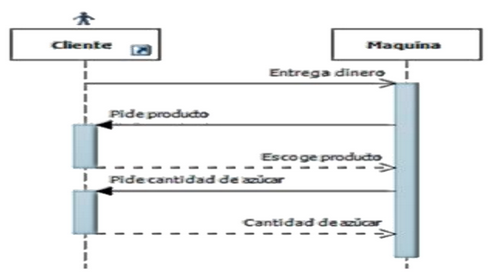 Cliente
Maquina
Entrega dinero
Pide producto
Escoge producto
Pide cantidad de azúcar
Cantidad de azúcar